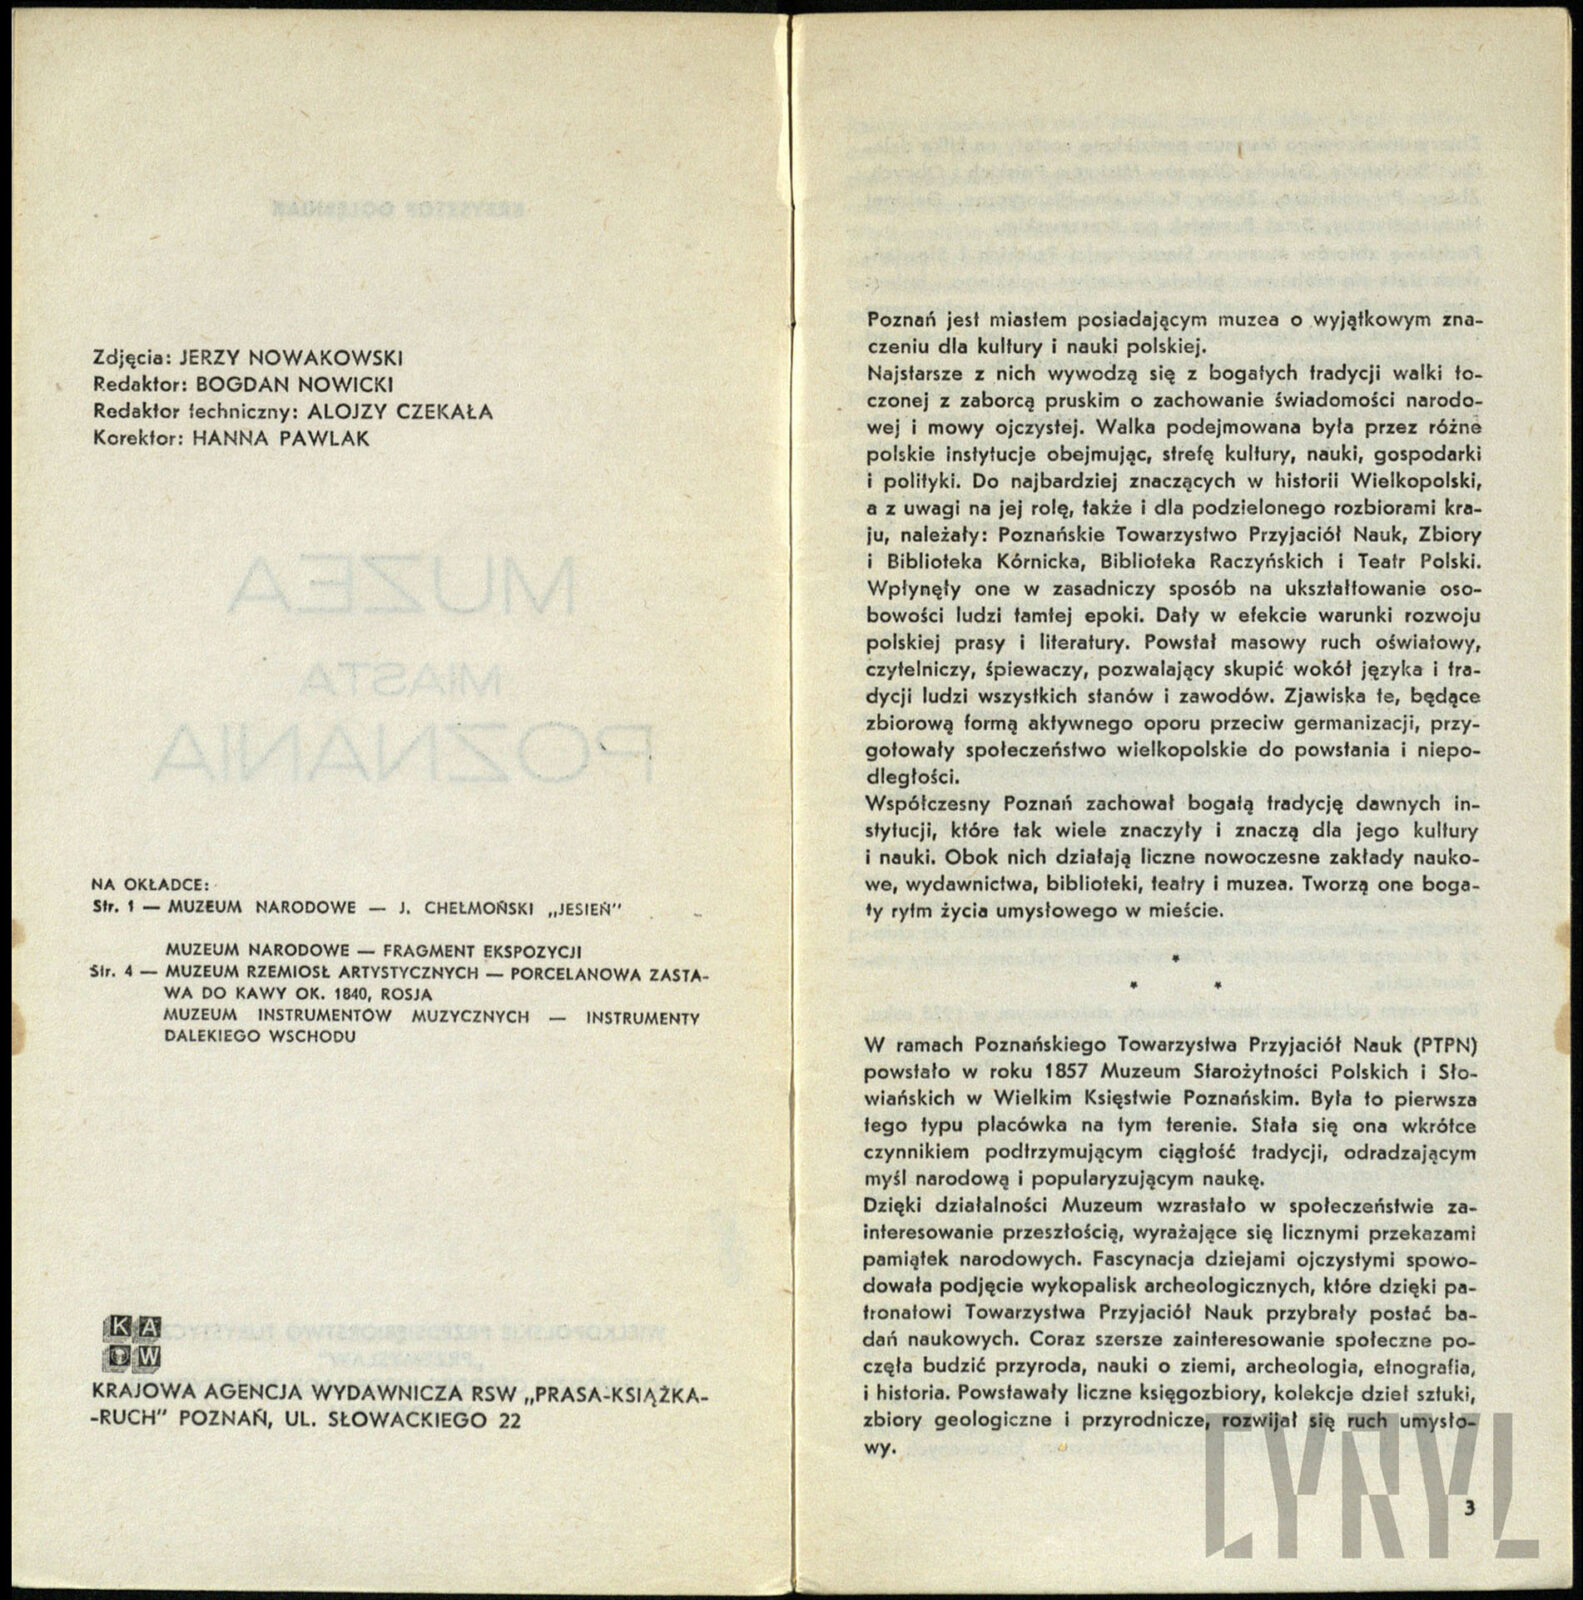 Zdjęcia: JERZY NOWAKOWSKI
Redaktor: BOGDAN NOWICKI
Redaktor techniczny: ALOJZY CZEKAŁA
Korektor: HANNA PAWLAK
MUZEA
MIASTA
POZNANIA
NA OKŁADCE:
Str. 1 — MUZEUM NARODOWE — J. CHEŁMOŃSKI „JESIEŃ"
MUZEUM NARODOWE — FRAGMENT EKSPOZYCJI
Str. 4 — MUZEUM RZEMIOSŁ ARTYSTYCZNYCH — PORCELANOWA ZASTA-
WA DO KAWY OK. 1840, ROSJA
MUZEUM INSTRUMENTÓW MUZYCZNYCH — INSTRUMENTY
DALEKIEGO WSCHODU
KAW
KRAJOWA AGENCJA WYDAWNICZA RSW „PRASA-KSIĄŻKA-
-RUCH" POZNAŃ, UL. SŁOWACKIEGO 22
Poznań jest miastem posiadającym muzea o wyjątkowym zna-
czeniu dla kultury i nauki polskiej.
Najstarsze z nich wywodzą się z bogatych tradycji walki to-
czonej z zaborcą pruskim o zachowanie świadomości narodo-
wej i mowy ojczystej. Walka podejmowana była przez różne
polskie instytucje obejmując, strefę kultury, nauki, gospodarki
i polityki. Do najbardziej znaczących w historii Wielkopolski,
a z uwagi na jej rolę, także i dla podzielonego rozbiorami kra-
ju, należały: Poznańskie Towarzystwo Przyjaciół Nauk, Zbiory
i Biblioteka Kórnicka, Biblioteka Raczyńskich i Teatr Polski.
Wpłynęły one w zasadniczy sposób na ukształtowanie oso-
bowości ludzi tamtej epoki. Dały w efekcie warunki rozwoju
polskiej prasy i literatury. Powstał masowy ruch oświatowy,
czytelniczy, śpiewaczy, pozwalający skupić wokół języka i tra-
dycji ludzi wszystkich stanów i zawodów. Zjawiska te, będące
zbiorową formą aktywnego oporu przeciw germanizacji, przy-
gotowały społeczeństwo wielkopolskie do powstania i niepo-
dległości.
Współczesny Poznań zachował bogatą tradycję dawnych in-
stytucji, które tak wiele znaczyły i znaczą dla jego kultury
i nauki. Obok nich działają liczne nowoczesne zakłady nauko-
we, wydawnictwa, biblioteki, teatry i muzea. Tworzą one boga-
ty rytm życia umysłowego w mieście.
*
* *
W ramach Poznańskiego Towarzystwa Przyjaciół Nauk (PTPN)
powstało w roku 1857 Muzeum Starożytności Polskich i Sło-
wiańskich w Wielkim Księstwie Poznańskim. Była to pierwsza
tego typu placówka na tym terenie. Stała się ona wkrótce
czynnikiem podtrzymującym ciągłość tradycji, odradzającym
myśl narodową i popularyzującym naukę.
Dzięki działalności Muzeum wzrastało w społeczeństwie za-
interesowanie przeszłością, wyrażające się licznymi przekazami
pamiątek narodowych. Fascynacja dziejami ojczystymi spowo-
dowała podjęcie wykopalisk archeologicznych, które dzięki pa-
tronatowi Towarzystwa Przyjaciół Nauk przybrały postać ba-
dań naukowych. Coraz szersze zainteresowanie społeczne po-
częła budzić przyroda, nauki o ziemi, archeologia, etnografia,
i historia. Powstawały liczne księgozbiory, kolekcje dzieł sztuki,
zbiory geologiczne i przyrodnicze, rozwijał się ruch umysło-
wy.
3
CYRYL